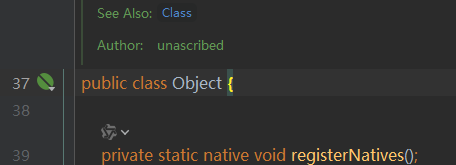 See Also: Class
Author: unascribed
37 public class Object {
38
39 private static native void registerNatives();